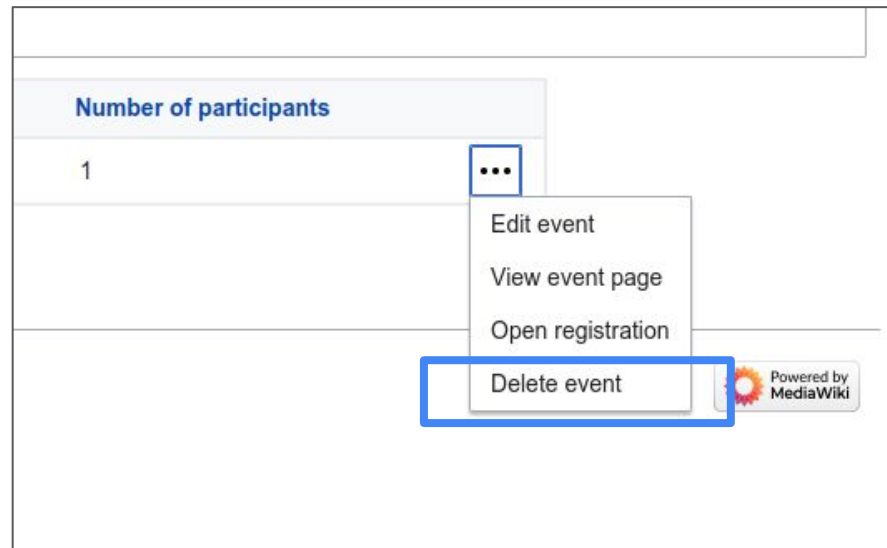 Number of participants
1
Edit event
View event page
Open registration
Delete event
Powered by
MediaWiki